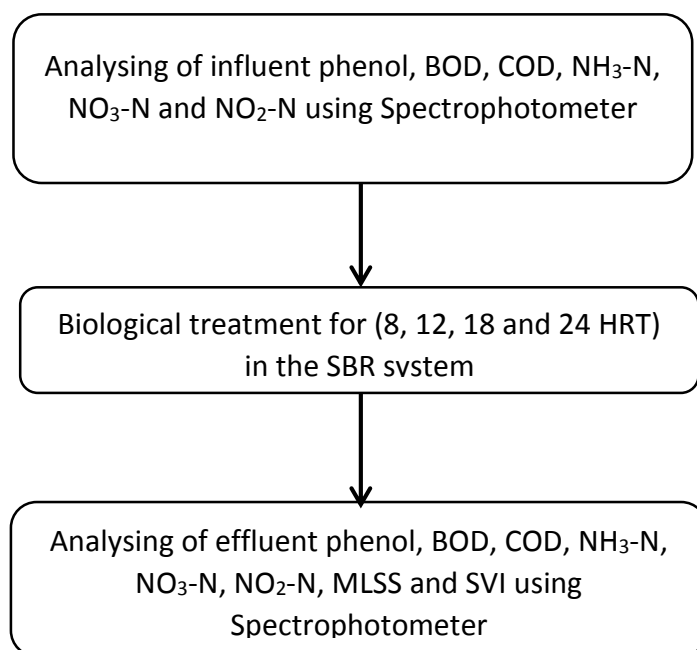 Analysing of influent phenol, BOD, COD, NH₃-N,
NO₃-N and NO₂-N using Spectrophotometer
Biological treatment for (8, 12, 18 and 24 HRT)
in the SBR system
Analysing of effluent phenol, BOD, COD, NH₃-N,
NO₃-N, NO₂-N, MLSS and SVI using
Spectrophotometer